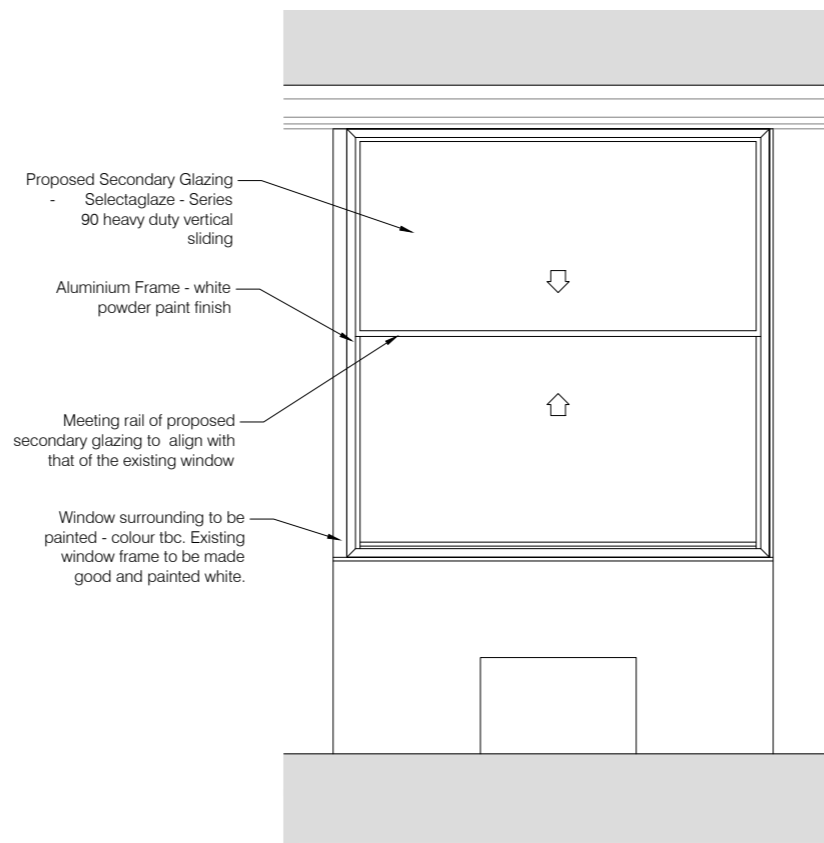 Proposed Secondary Glazing
- Selectaglaze - Series
90 heavy duty vertical
sliding
Aluminium Frame - white
powder paint finish
Meeting rail of proposed
secondary glazing to align with
that of the existing window
Window surrounding to be
painted - colour tbc. Existing
window frame to be made
good and painted white.